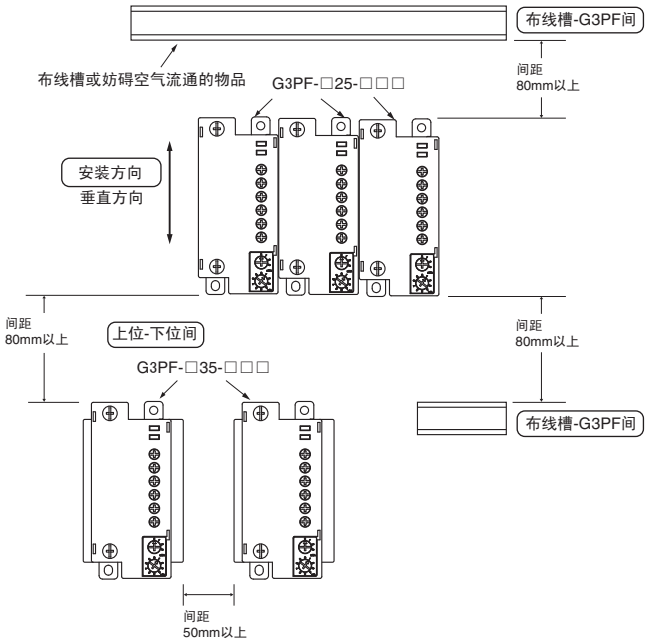 布线槽-G3PF间
间距
80mm以上
布线槽或妨碍空气流通的物品
G3PF-□25-□□□
安装方向
垂直方向
间距
80mm以上
上位-下位间
间距
80mm以上
G3PF-□35-□□□
布线槽-G3PF间
间距
50mm以上